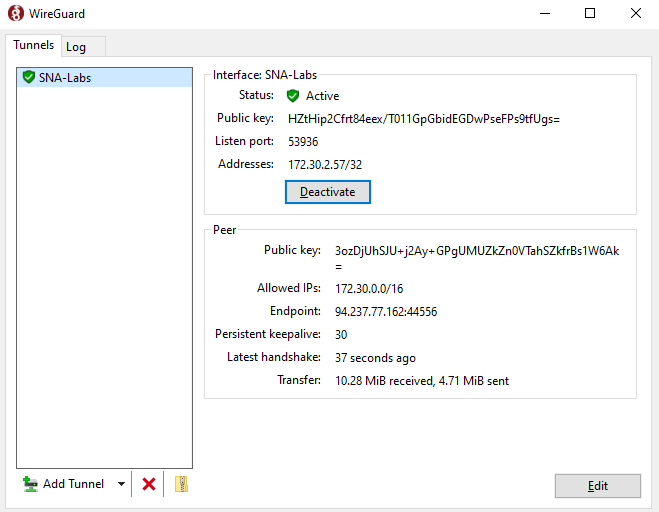 WireGuard
Tunnels
Log
SNA-Labs
Interface: SNA-Labs
Status: Active
Public key: HZtHip2Cfrt84eex/T011GpGbidEGDwPseFPs9tfUgs=
Listen port: 53936
Addresses: 172.30.2.57/32
Deactivate
Peer
Public key: 3ozDjUhSJU+j2Ay+GPgUMUZkZn0VTahSZkfrBs1W6Ak
=
Allowed IPs: 172.30.0.0/16
Endpoint: 94.237.77.162:44556
Persistent keepalive: 30
Latest handshake: 37 seconds ago
Transfer: 10.28 MiB received, 4.71 MiB sent
Add Tunnel
Edit